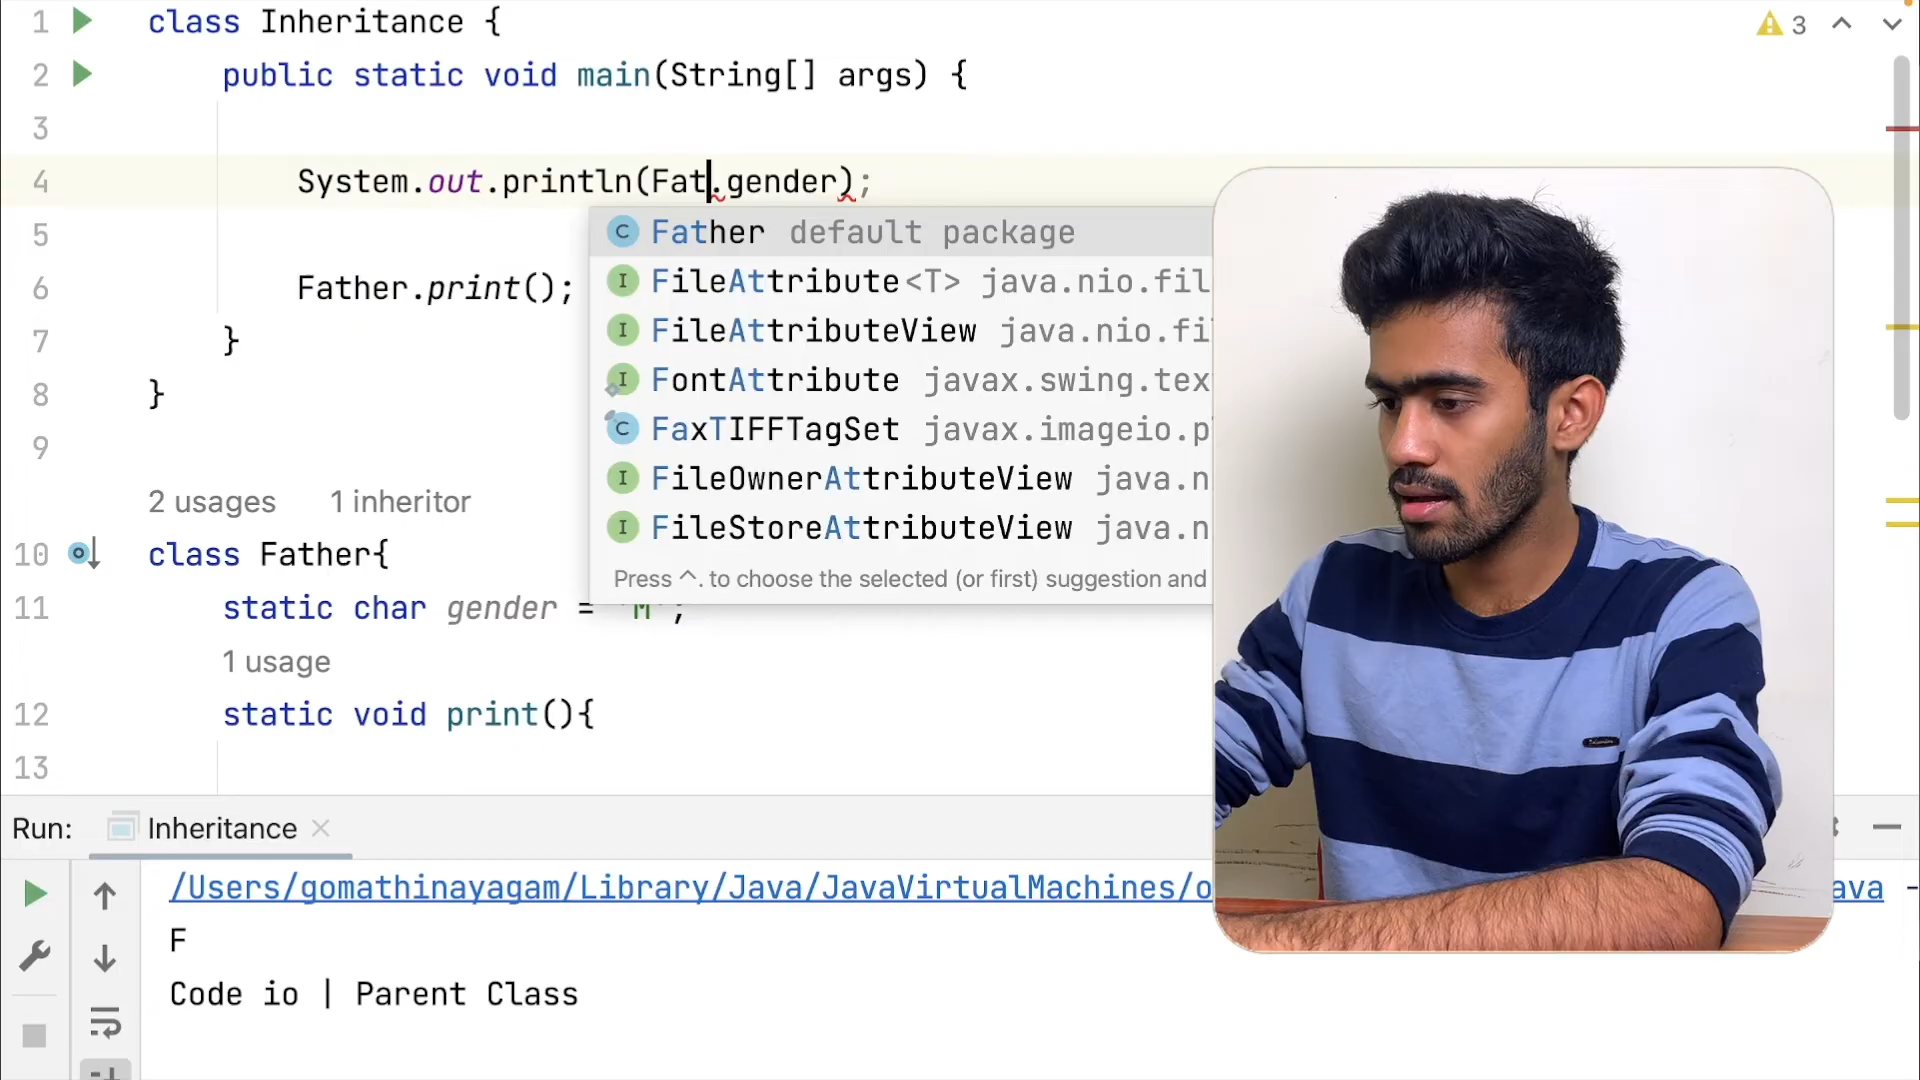 1 class Inheritance {
3
2 public static void main(String[] args) {
3
4 System.out.println(Fat.gender);
5
C Father default package
I FileAttribute<T> java.nio.fil
6 Father.print();
I FileAttributeView java.nio.fi
7 }
I FontAttribute javax.swing.tex
8 }
C FaxTIFFTagSet javax.imageio.p
9
I FileOwnerAttributeView java.n
2 usages 1 inheritor
I FileStoreAttributeView java.n
10 class Father{
Press ^. to choose the selected (or first) suggestion and
11 static char gender = 'M';
1 usage
12 static void print(){
13
Run: Inheritance
/Users/gomathinayagam/Library/Java/JavaVirtualMachines/o
ava -
F
Code io | Parent Class